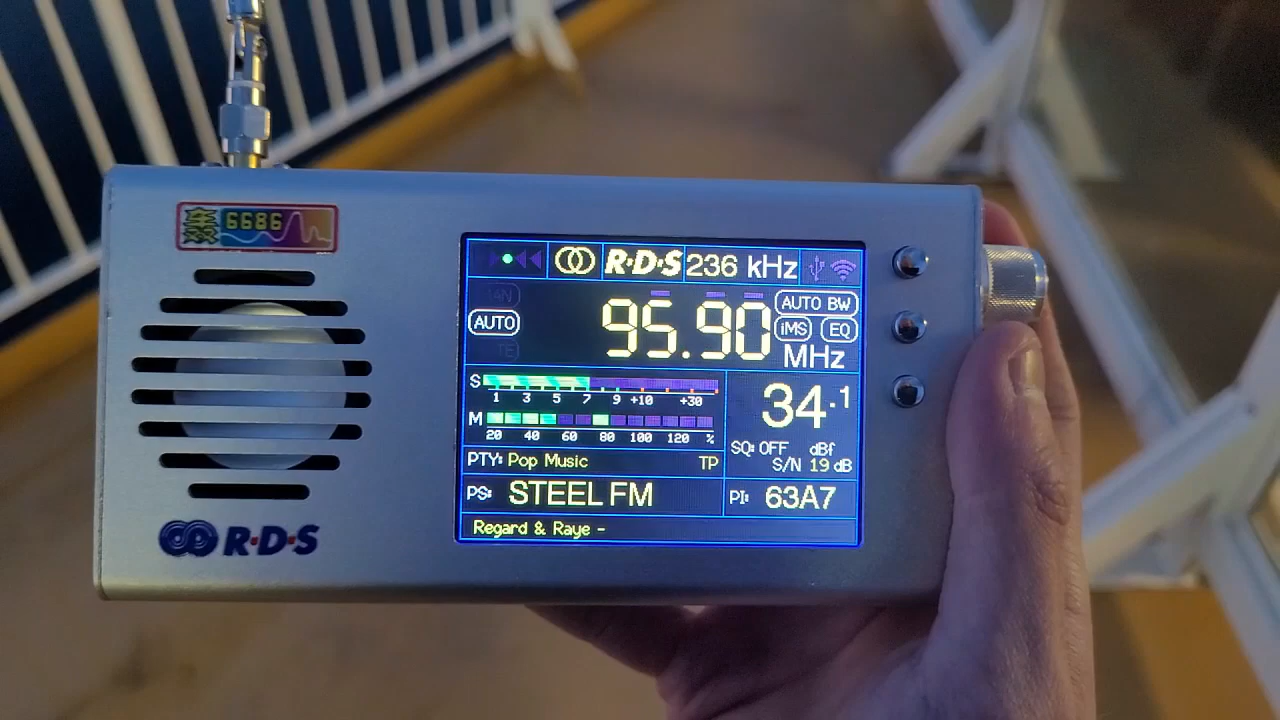 6686
R·D·S 236 kHz
AUTO 95.90 MHz
AUTO BW
iMS EQ
S 1 3 5 7 9 +10 +30
M 20 40 60 80 100 120 %
34.1
SQ: OFF dBf
S/N 19 dB
PTY: Pop Music TP
PS: STEEL FM
PI: 63A7
Regard & Raye -
R·D·S